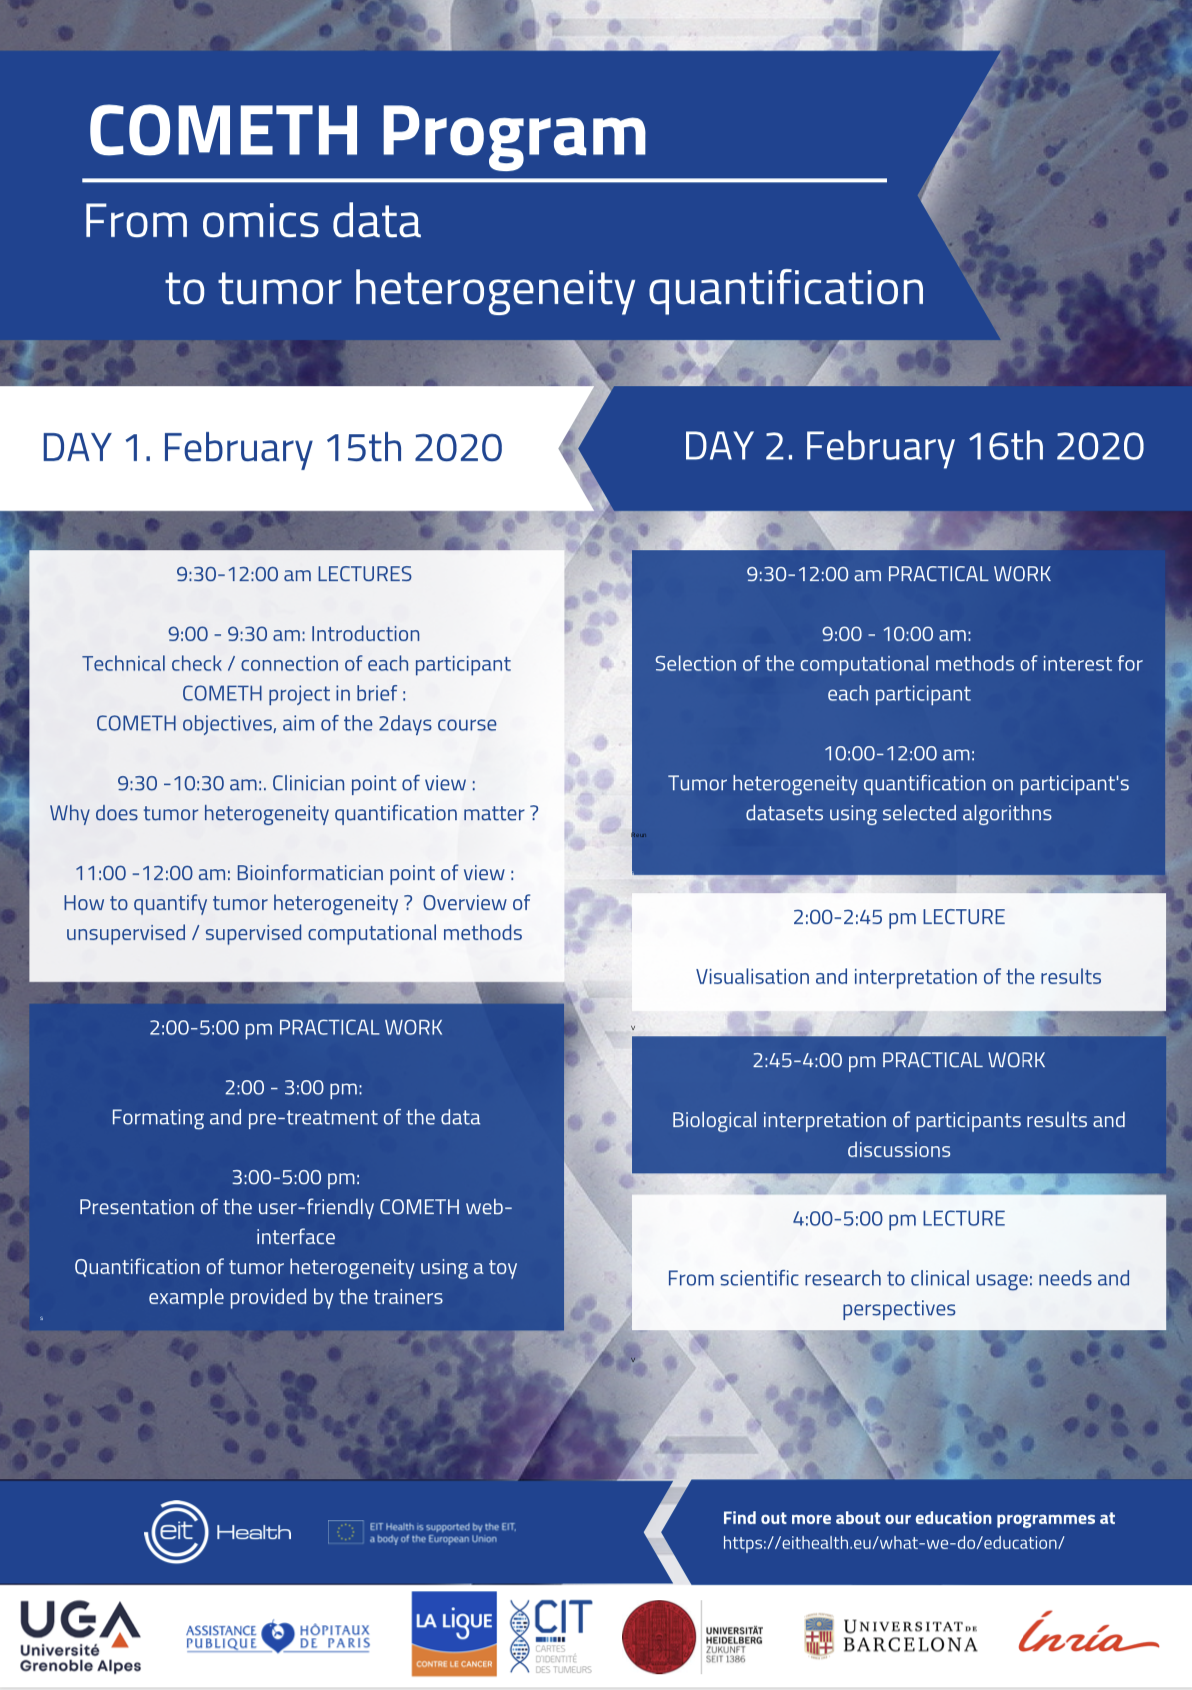 COMETH Program
From omics data
to tumor heterogeneity quantification
DAY 1. February 15th 2020
9:30-12:00 am LECTURES
9:00 - 9:30 am: Introduction
Technical check / connection of each participant
COMETH project in brief :
COMETH objectives, aim of the 2days course
9:30 -10:30 am:. Clinician point of view :
Why does tumor heterogeneity quantification matter ?
11:00 -12:00 am: Bioinformatician point of view :
How to quantify tumor heterogeneity ? Overview of
unsupervised / supervised computational methods
2:00-5:00 pm PRACTICAL WORK
2:00 - 3:00 pm:
Formating and pre-treatment of the data
3:00-5:00 pm:
Presentation of the user-friendly COMETH web-
interface
Quantification of tumor heterogeneity using a toy
example provided by the trainers
DAY 2. February 16th 2020
9:30-12:00 am PRACTICAL WORK
9:00 - 10:00 am:
Selection of the computational methods of interest for
each participant
10:00-12:00 am:
Tumor heterogeneity quantification on participant's
datasets using selected algorithns
2:00-2:45 pm LECTURE
Visualisation and interpretation of the results
v
2:45-4:00 pm PRACTICAL WORK
Biological interpretation of participants results and
discussions
4:00-5:00 pm LECTURE
From scientific research to clinical usage: needs and
perspectives
v
eit Health
EIT Health is supported by the EIT,
a body of the European Union
Find out more about our education programmes at
https://eithealth.eu/what-we-do/education/
UGA
Université
Grenoble Alpes
ASSISTANCE HÔPITAUX
PUBLIQUE DE PARIS
LA LIGUE
CONTRE LE CANCER
CIT
CARTES
D'IDENTITÉ
DES TUMEURS
UNIVERSITÄT
HEIDELBERG
ZUKUNFT
SEIT 1386
UNIVERSITAT DE
BARCELONA
Inría